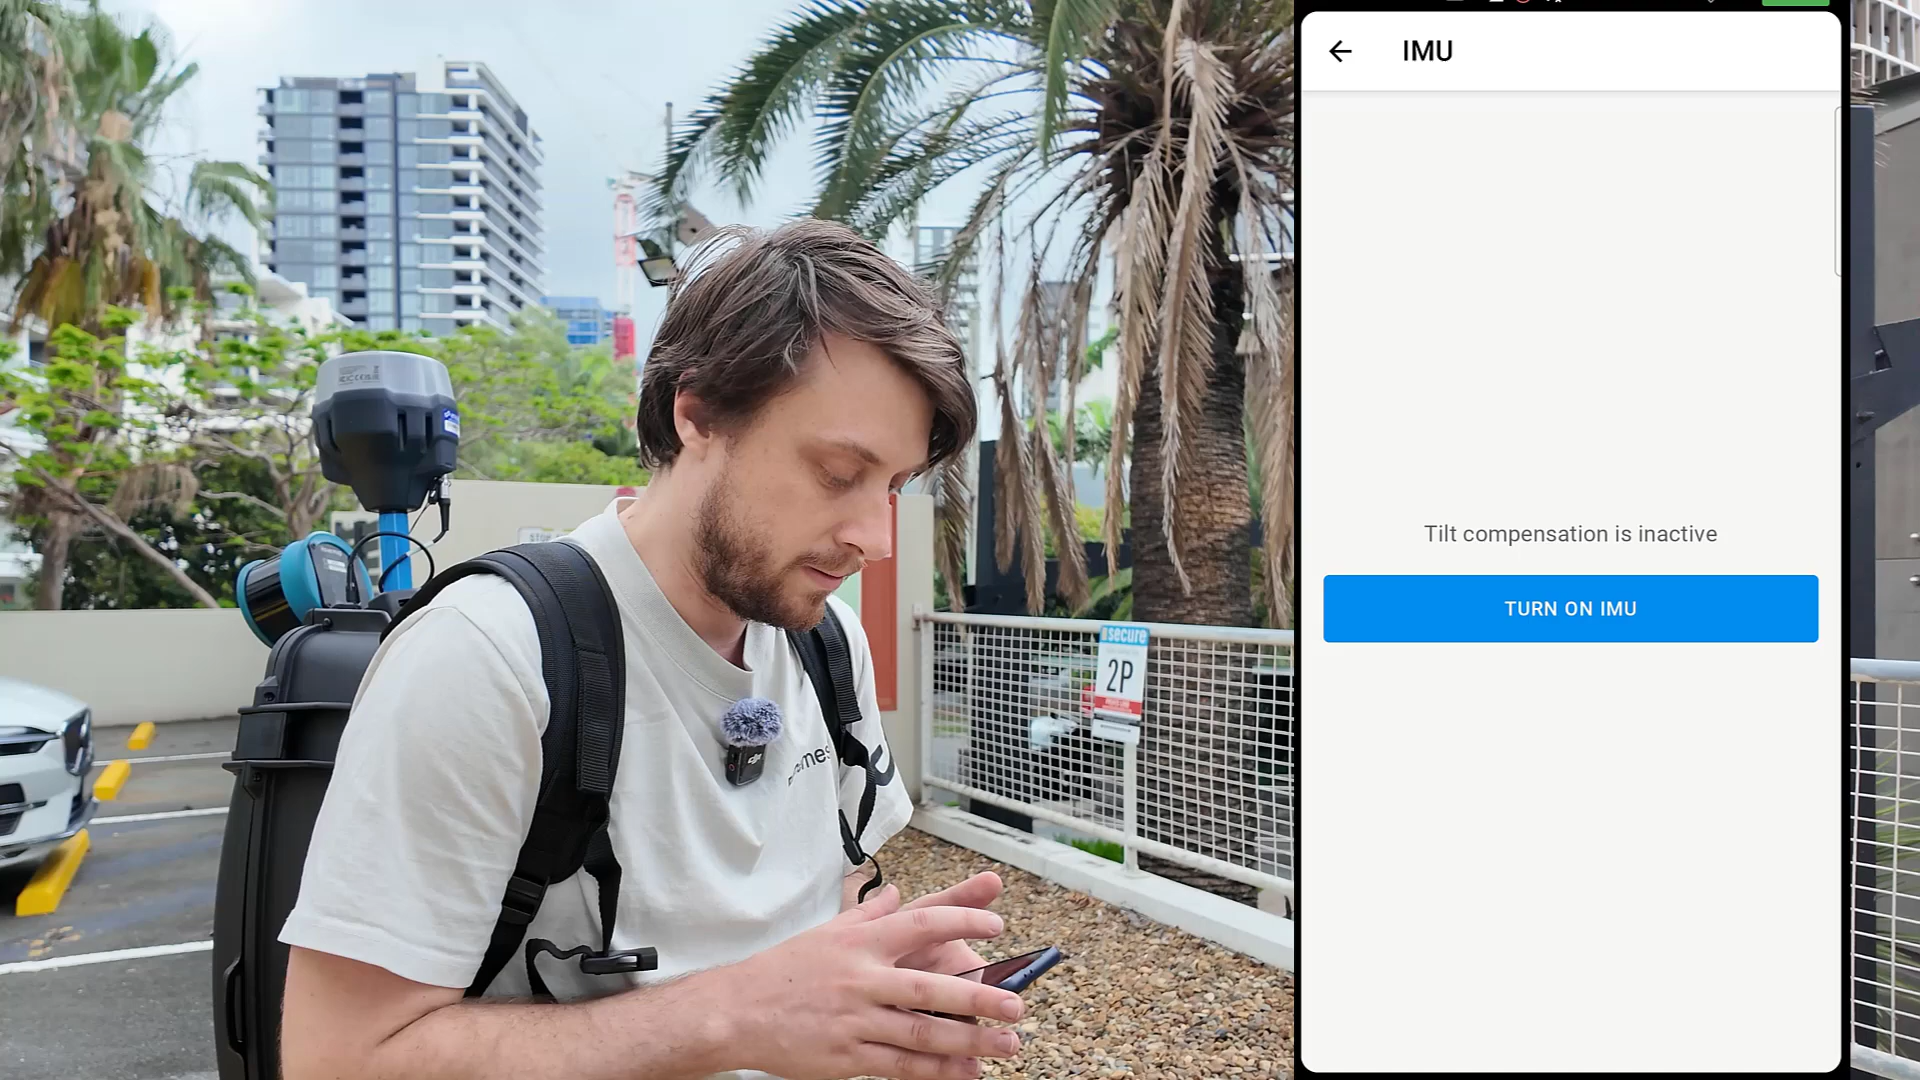 IMU
Tilt compensation is inactive
TURN ON IMU
secure
2P